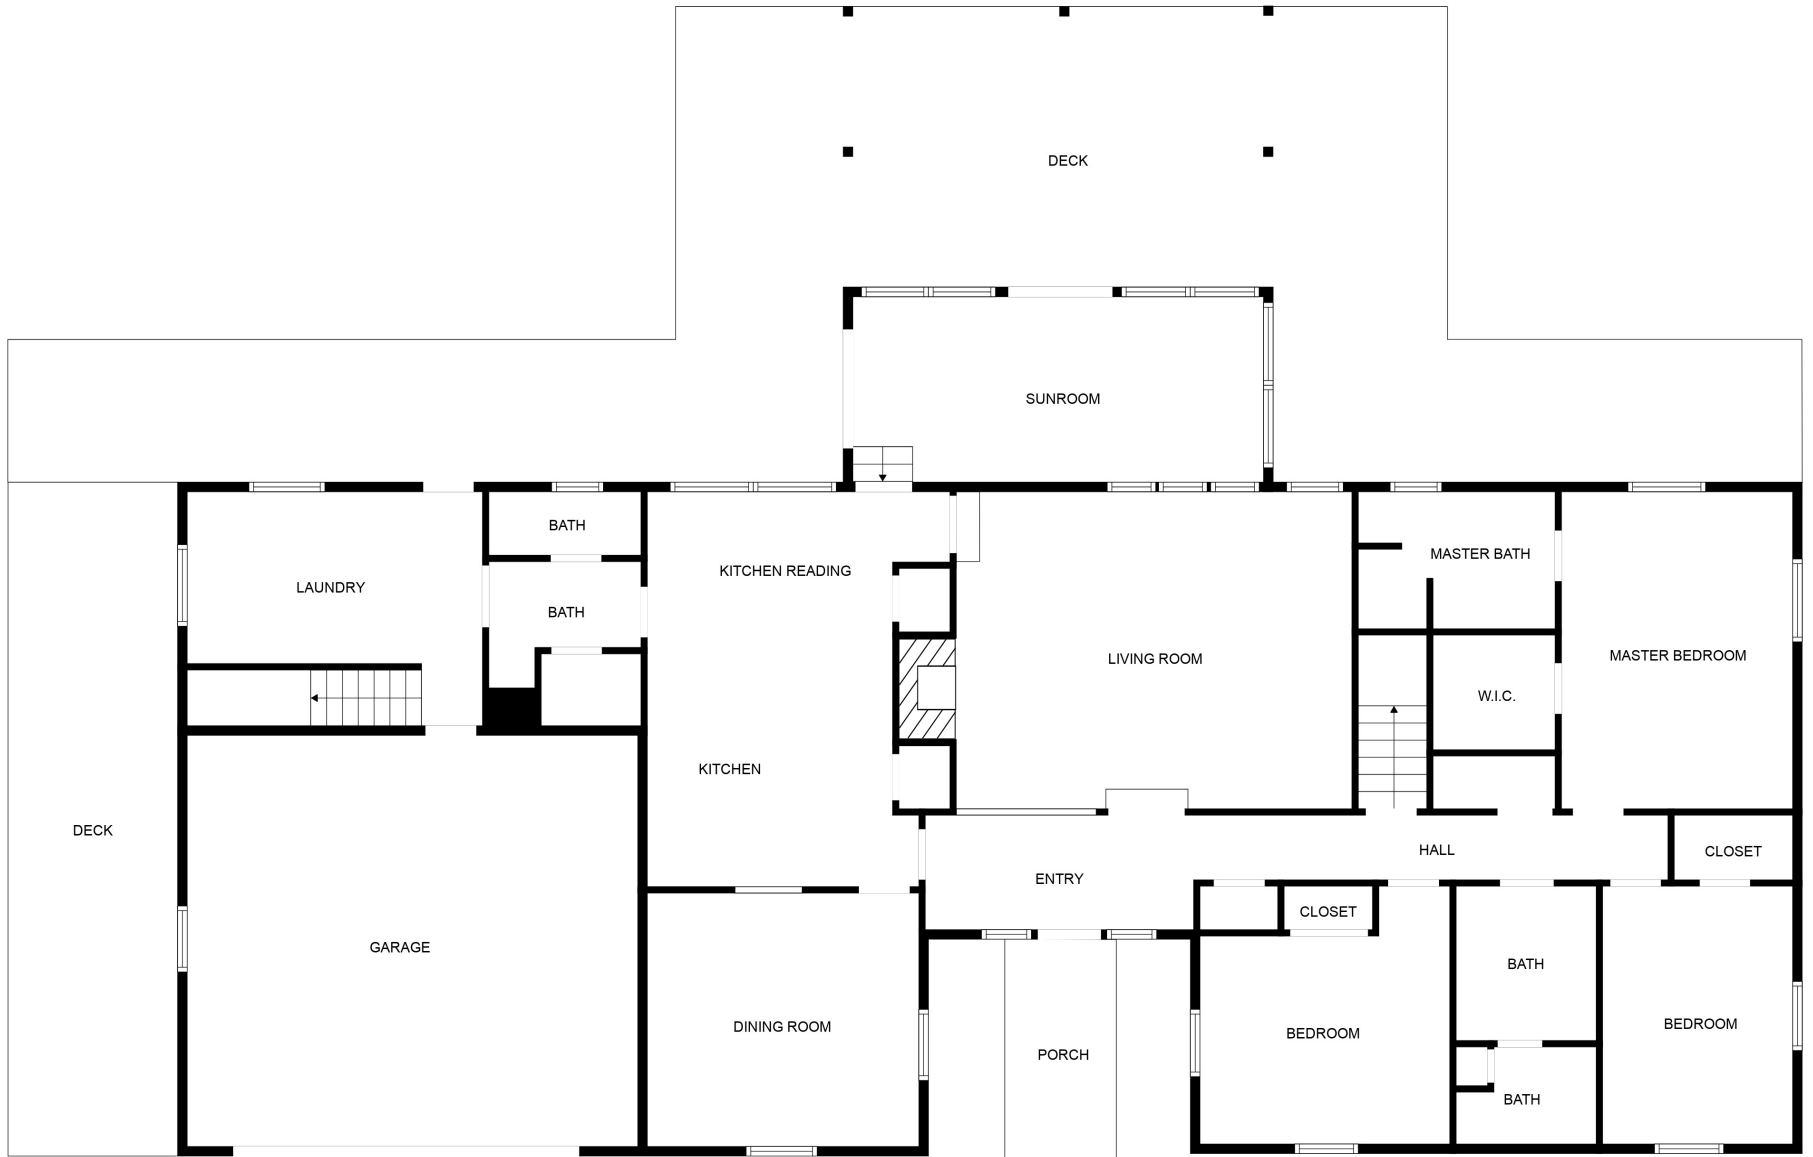 DECK
SUNROOM
BATH
MASTER BATH
KITCHEN READING
LAUNDRY
BATH
LIVING ROOM
MASTER BEDROOM
W.I.C.
KITCHEN
DECK
HALL
CLOSET
ENTRY
CLOSET
GARAGE
BATH
DINING ROOM
BEDROOM
BEDROOM
PORCH
BATH